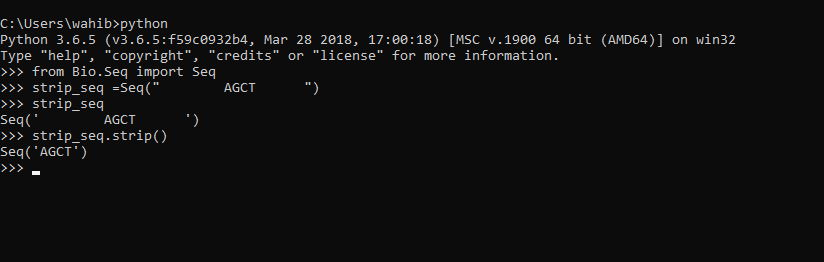 C:\Users\wahib>python
Python 3.6.5 (v3.6.5:f59c0932b4, Mar 28 2018, 17:00:18) [MSC v.1900 64 bit (AMD64)] on win32
Type "help", "copyright", "credits" or "license" for more information.
>>> from Bio.Seq import Seq
>>> strip_seq =Seq("        AGCT      ")
>>> strip_seq
Seq('        AGCT      ')
>>> strip_seq.strip()
Seq('AGCT')
>>>